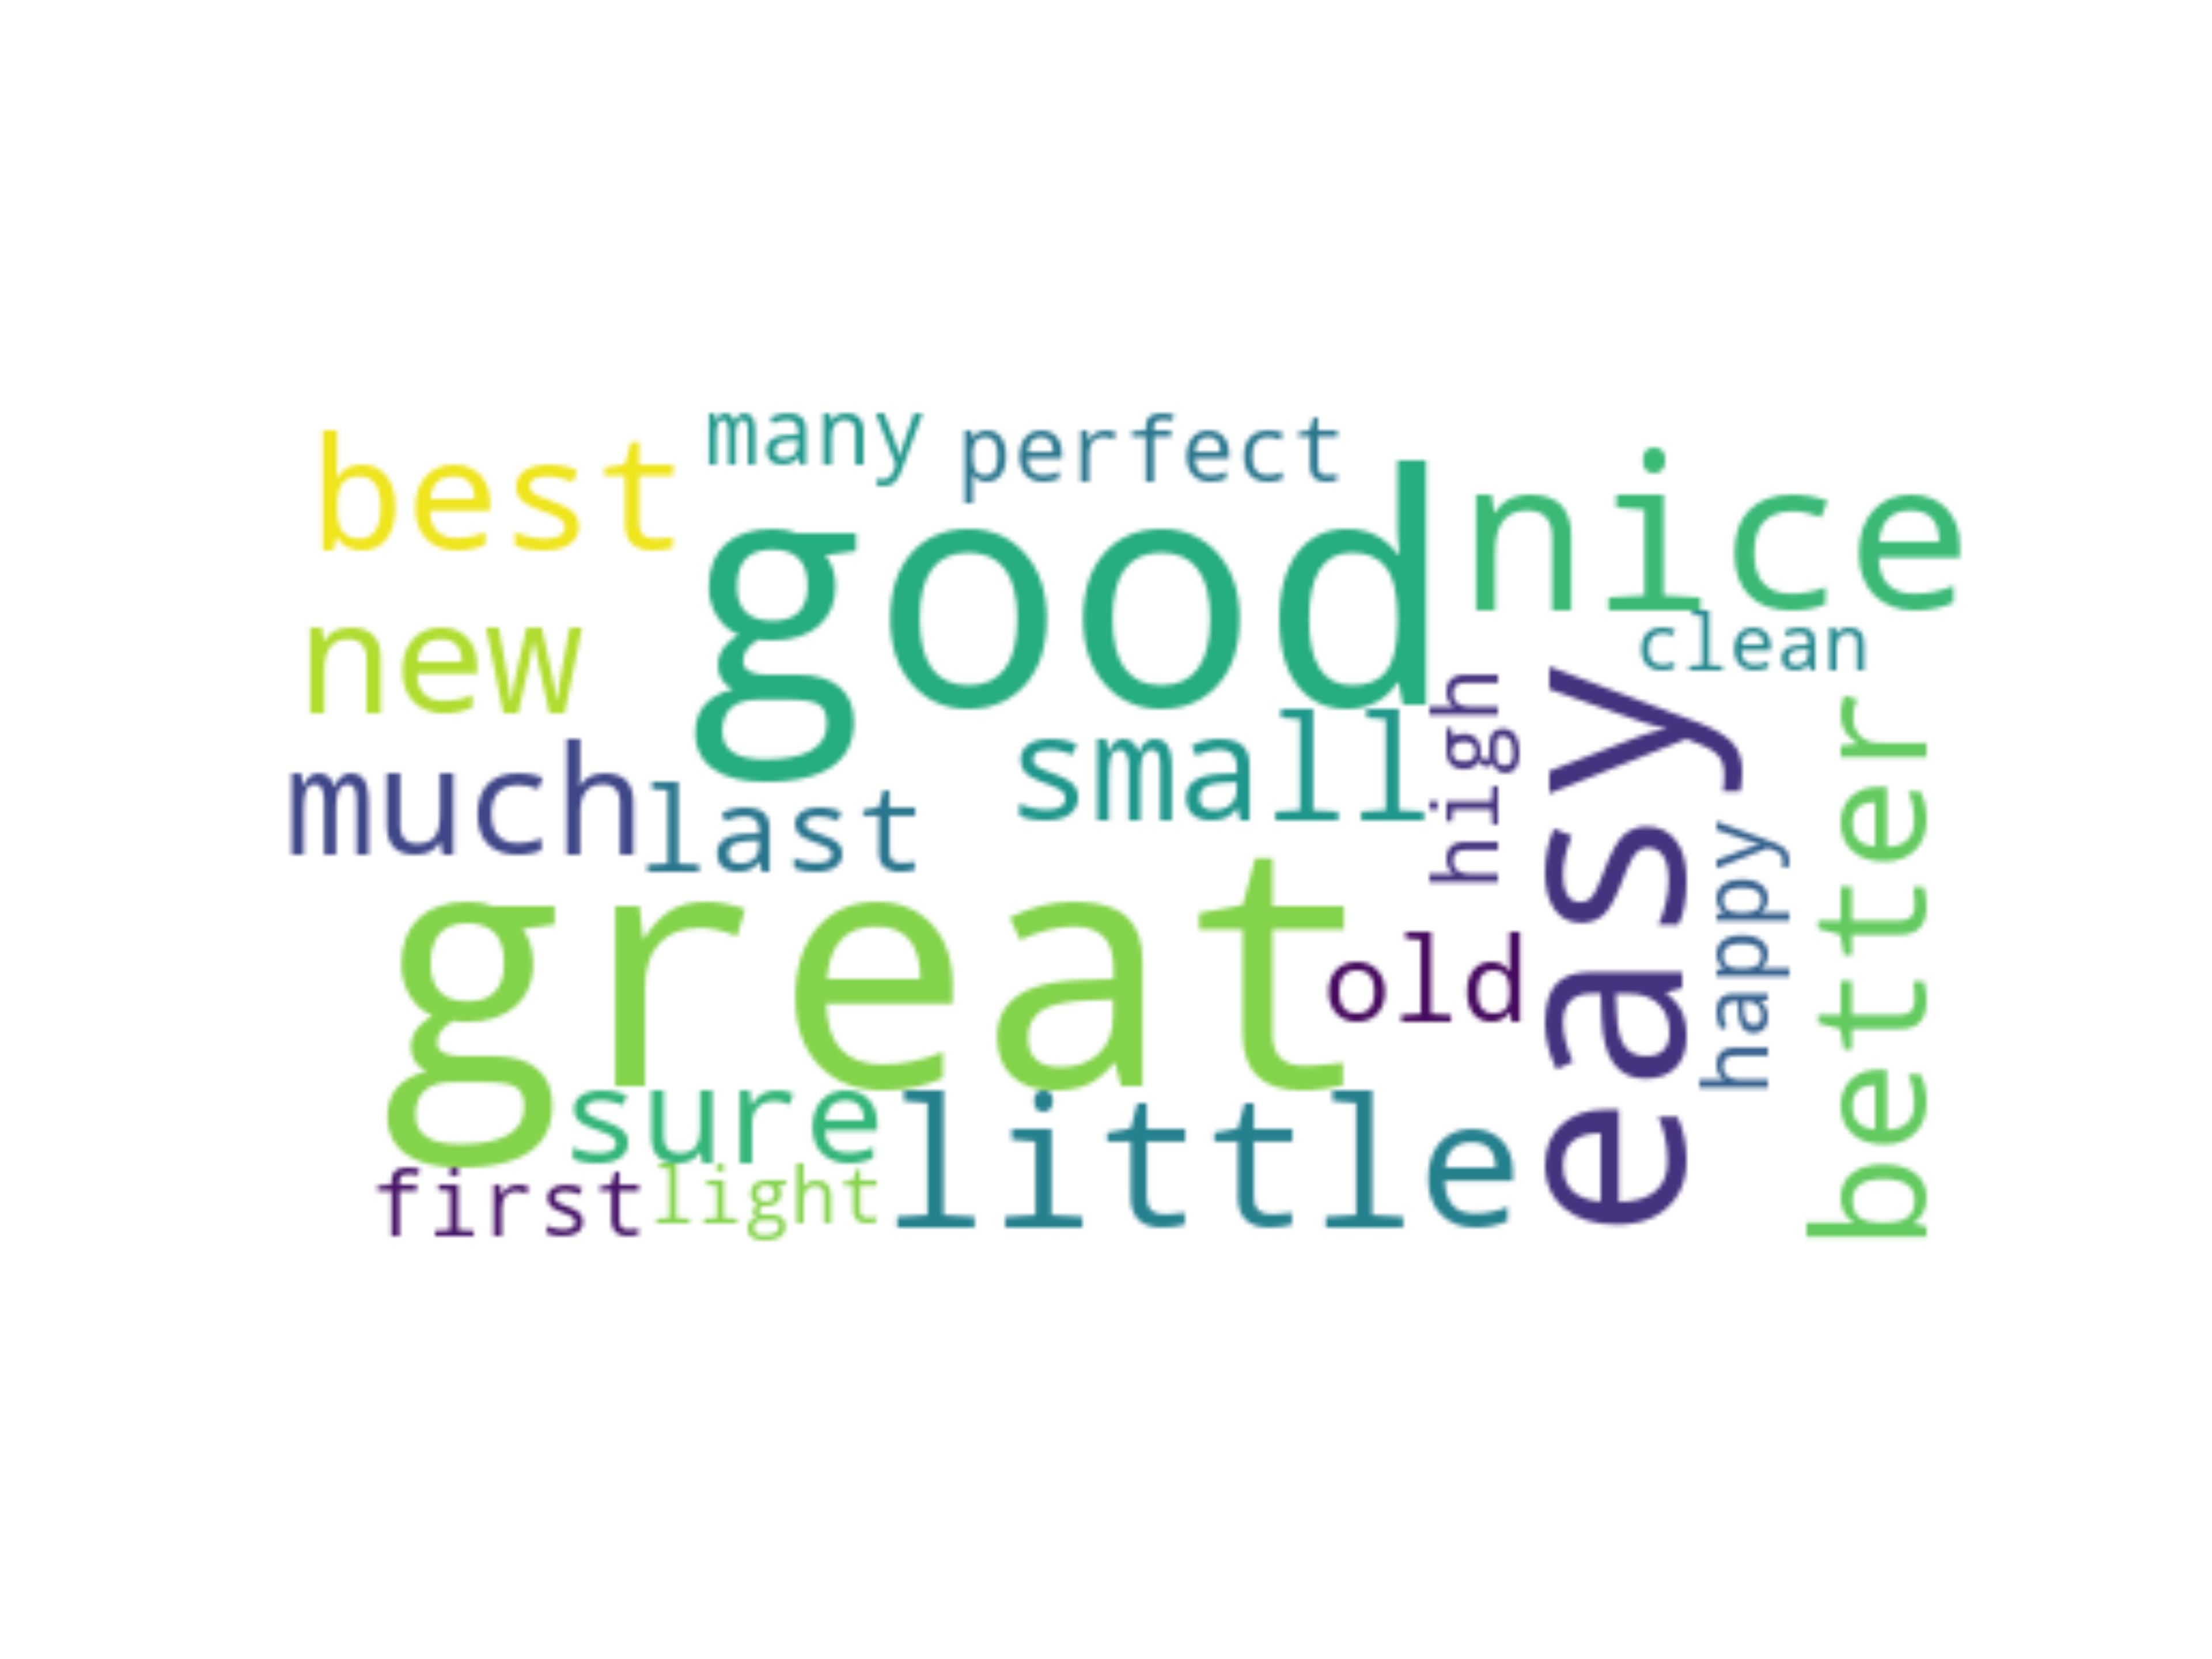 many
perfect
best
good
nice
new
clean
small
high
easy
better
much
last
happy
great
old
sure
little
first
light